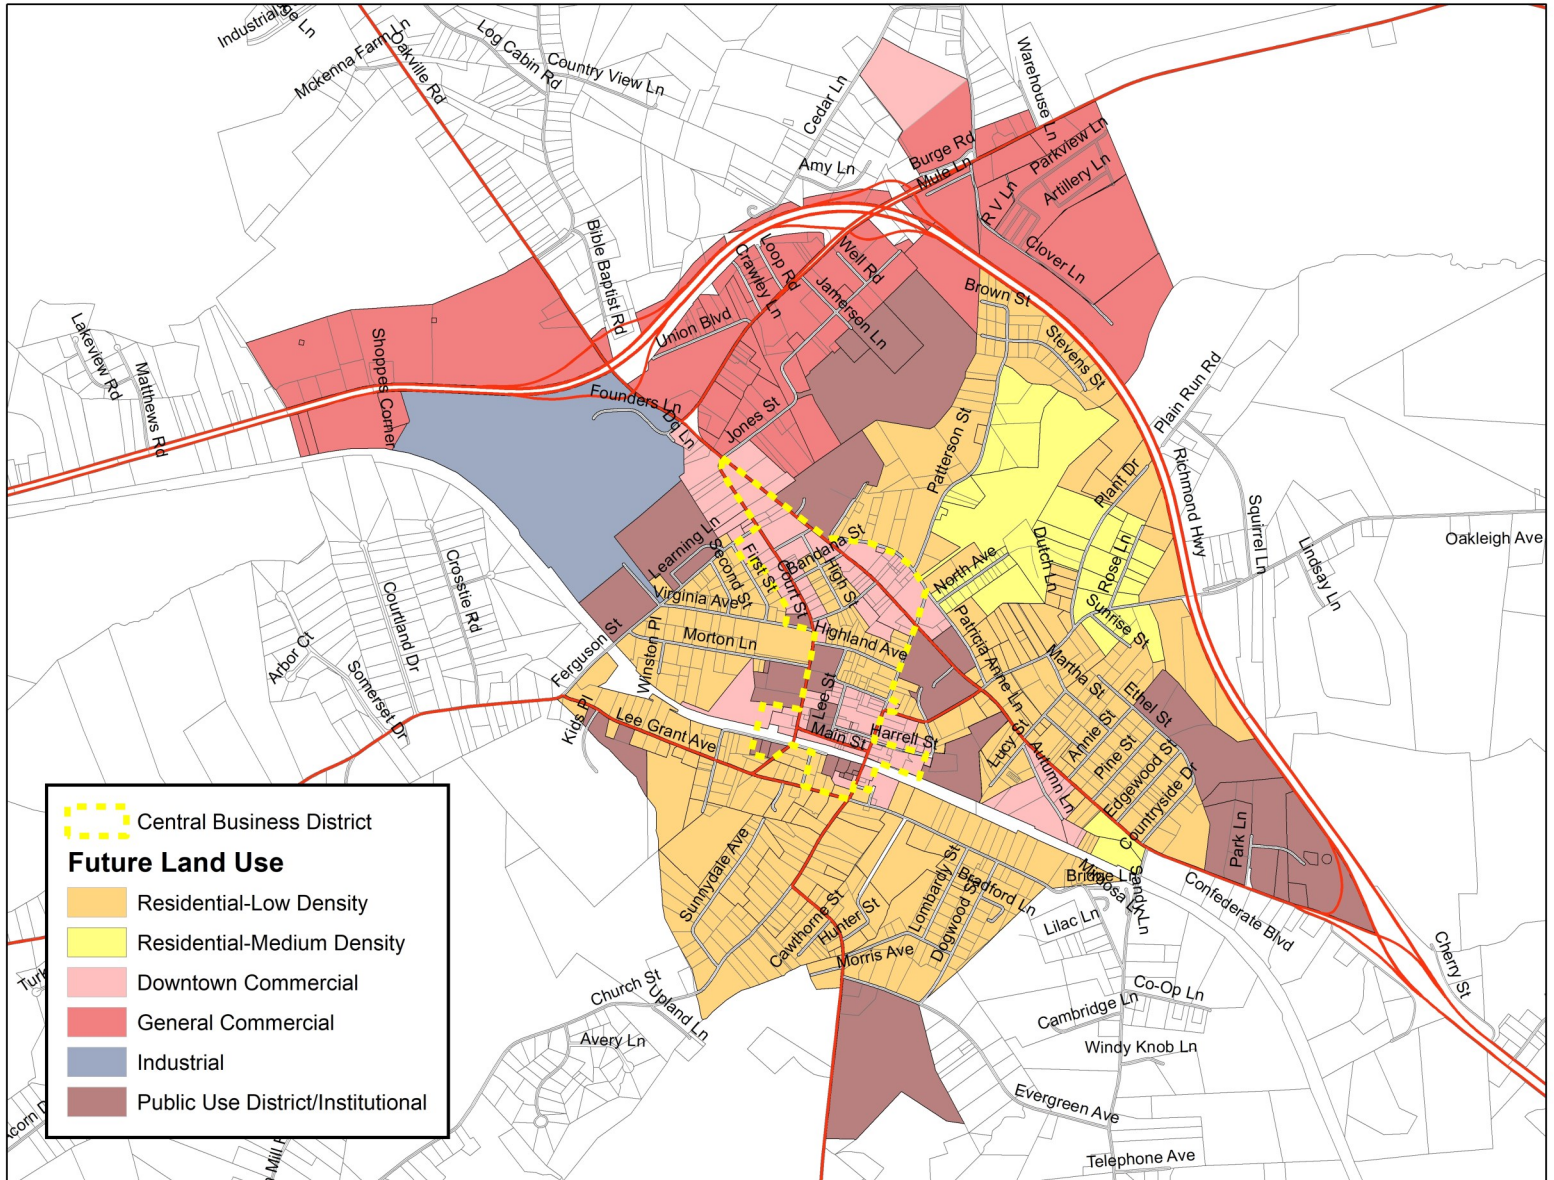 Industrial
ge Ln
Mckenna Farm Ln
Oakville Rd
Log Cabin Rd
Country View Ln
Cedar Ln
Warehouse Ln
Amy Ln
Burge Rd
Mule Ln
Parkview Ln
Artillery Ln
R V Ln
Clover Ln
Bible Baptist Rd
Loop Rd
Crawley Ln
Well Rd
Jamerson Ln
Union Blvd
Brown St
Stevens St
Lakeview Rd
Matthews Rd
Shoppes Corner
Founders Ln
Dg Ln
Jones St
Patterson St
Plain Run Rd
Plant Dr
Richmond Hwy
Squirrel Ln
Lindsay Ln
Oakleigh Ave
Learning Ln
Second St
First St
Court St
Bandana St
High St
North Ave
Dutch Ln
Rose Ln
Sunrise St
Crosstie Rd
Courtland Dr
Arbor Ct
Somerset Dr
Ferguson St
Virginia Ave
Morton Ln
Winston Pl
Highland Ave
Patricia Anne Ln
Martha St
Ethel St
Lee St
Main St
Harrell St
Lucy St
Annie St
Pine St
Autumn Ln
Edgewood St
Countryside Dr
Kids Pl
Lee Grant Ave
Park Ln
Sunnydale Ave
Cawthorne St
Hunter St
Lombardy St
Dogwood St
Bradford Ln
Morris Ave
Bridge Ln
Mimosa Ln
Sandy Ln
Lilac Ln
Confederate Blvd
Cherry St
Church St
Upland Ln
Avery Ln
Co-Op Ln
Cambridge Ln
Windy Knob Ln
Evergreen Ave
Telephone Ave
Turk
Acorn D
Mill
Central Business District
Future Land Use
Residential-Low Density
Residential-Medium Density
Downtown Commercial
General Commercial
Industrial
Public Use District/Institutional